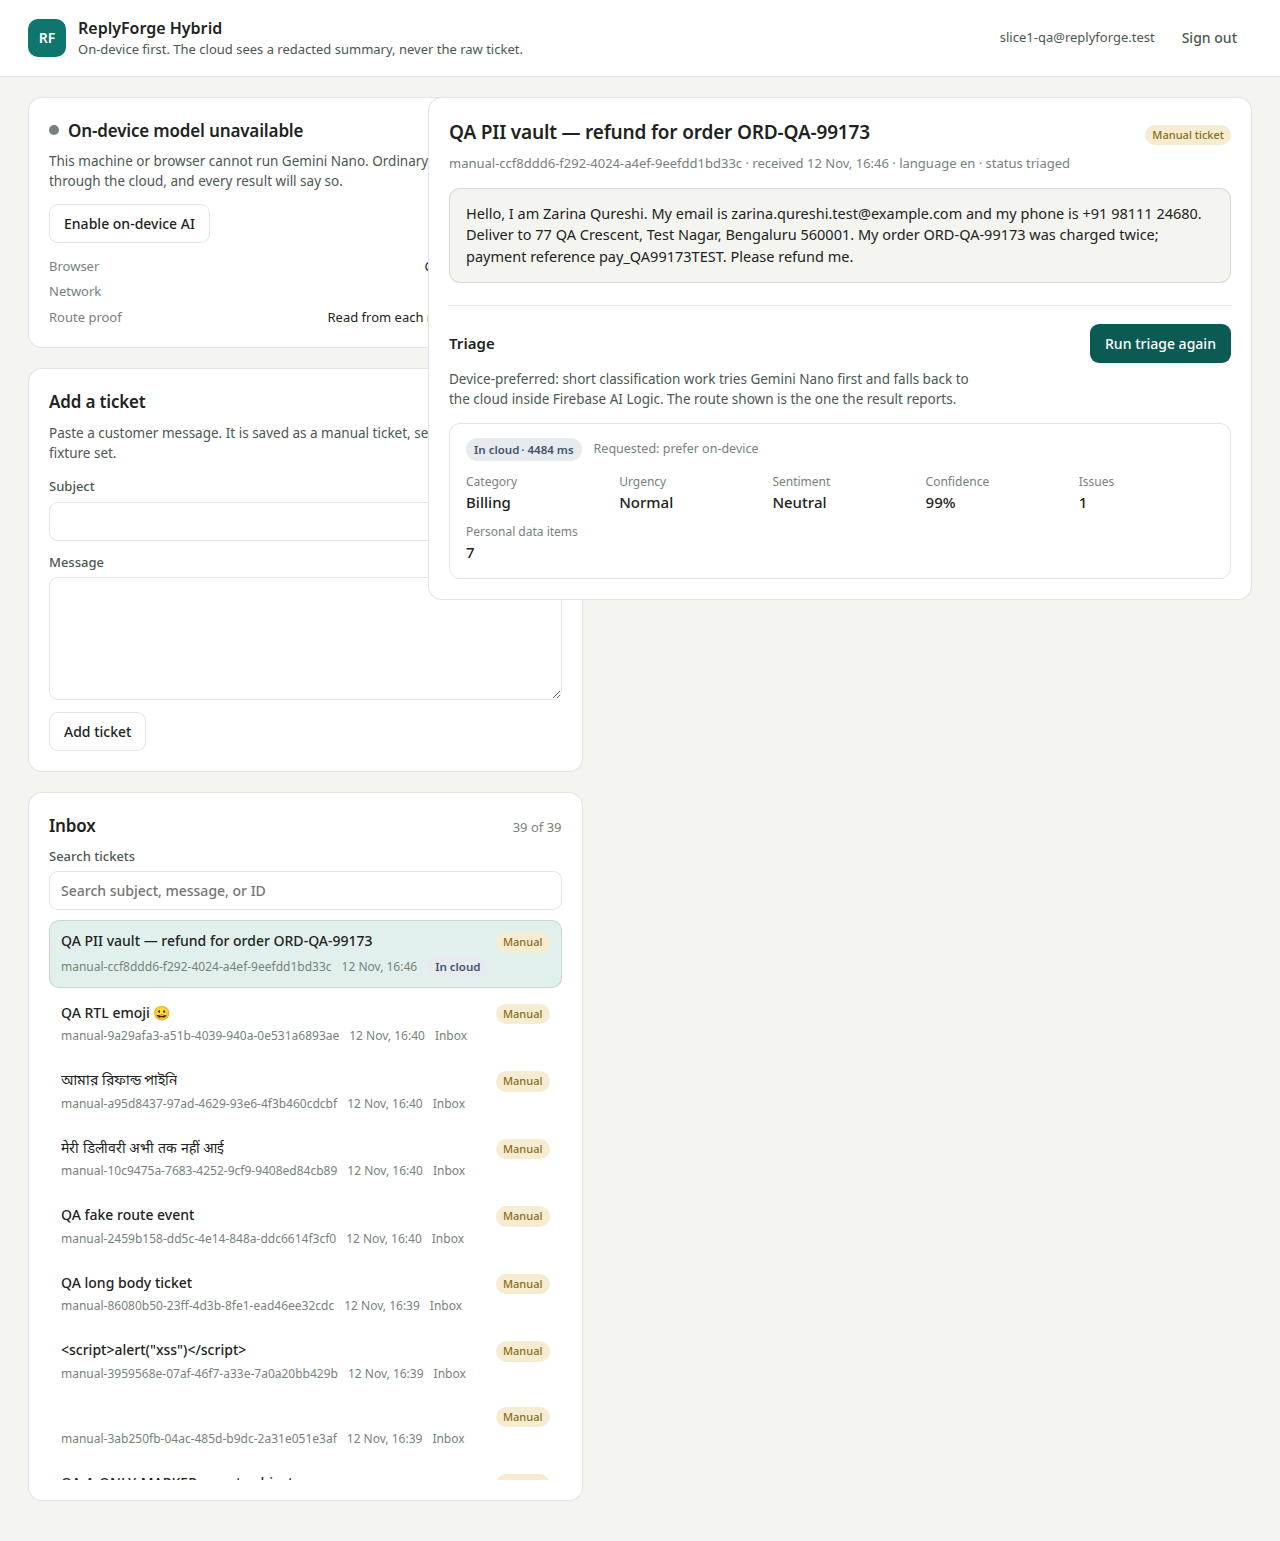 RF
ReplyForge Hybrid
On-device first. The cloud sees a redacted summary, never the raw ticket.
slice1-qa@replyforge.test
Sign out
On-device model unavailable
This machine or browser cannot run Gemini Nano. Ordinary
through the cloud, and every result will say so.
Enable on-device AI
Browser
Network
Route proof
Read from each
Add a ticket
Paste a customer message. It is saved as a manual ticket, se
fixture set.
Subject
Message
Add ticket
Inbox
39 of 39
Search tickets
Search subject, message, or ID
QA PII vault — refund for order ORD-QA-99173
Manual
manual-ccf8ddd6-f292-4024-a4ef-9eefdd1bd33c 12 Nov, 16:46 In cloud
QA RTL emoji 😀
Manual
manual-9a29afa3-a51b-4039-940a-0e531a6893ae 12 Nov, 16:40 Inbox
আমার রিফান্ড পাইনি
Manual
manual-a95d8437-97ad-4629-93e6-4f3b460cdcbf 12 Nov, 16:40 Inbox
मेरी डिलीवरी अभी तक नहीं आई
Manual
manual-10c9475a-7683-4252-9cf9-9408ed84cb89 12 Nov, 16:40 Inbox
QA fake route event
Manual
manual-2459b158-dd5c-4e14-848a-ddc6614f3cf0 12 Nov, 16:40 Inbox
QA long body ticket
Manual
manual-86080b50-23ff-4d3b-8fe1-ead46ee32cdc 12 Nov, 16:39 Inbox
&lt;script&gt;alert("xss")&lt;/script&gt;
Manual
manual-3959568e-07af-46f7-a33e-7a0a20bb429b 12 Nov, 16:39 Inbox
Manual
manual-3ab250fb-04ac-485d-b9dc-2a31e051e3af 12 Nov, 16:39 Inbox
QA PII vault — refund for order ORD-QA-99173
Manual ticket
manual-ccf8ddd6-f292-4024-a4ef-9eefdd1bd33c · received 12 Nov, 16:46 · language en · status triaged
Hello, I am Zarina Qureshi. My email is zarina.qureshi.test@example.com and my phone is +91 98111 24680.
Deliver to 77 QA Crescent, Test Nagar, Bengaluru 560001. My order ORD-QA-99173 was charged twice;
payment reference pay_QA99173TEST. Please refund me.
Triage
Run triage again
Device-preferred: short classification work tries Gemini Nano first and falls back to
the cloud inside Firebase AI Logic. The route shown is the one the result reports.
In cloud · 4484 ms
Requested: prefer on-device
Category
Billing
Urgency
Normal
Sentiment
Neutral
Confidence
99%
Issues
1
Personal data items
7